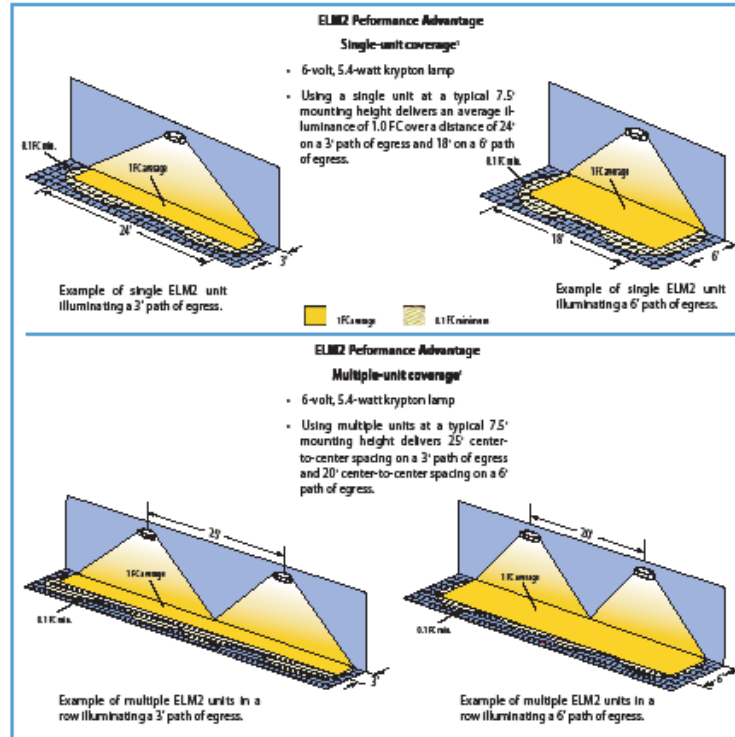 ELM2 Peformance Advantage
Single-unit coverage¹
• 6-volt, 5.4-watt krypton lamp
• Using a single unit at a typical 7.5'
mounting height delivers an average il-
luminance of 1.0 FC over a distance of 24'
on a 3' path of egress and 18' on a 6' path
of egress.
0.1 FC min.
1 FC average
24'
3'
Example of single ELM2 unit
illuminating a 3' path of egress.
0.1 FC min.
1 FC average
18'
6'
Example of single ELM2 unit
illuminating a 6' path of egress.
1 FC average
0.1 FC minimum
ELM2 Peformance Advantage
Multiple-unit coverage¹
• 6-volt, 5.4-watt krypton lamp
• Using multiple units at a typical 7.5'
mounting height delivers 25' center-
to-center spacing on a 3' path of egress
and 20' center-to-center spacing on a 6'
path of egress.
25'
1 FC average
0.1 FC min.
3'
Example of multiple ELM2 units in a
row illuminating a 3' path of egress.
20'
1 FC average
0.1 FC min.
6'
Example of multiple ELM2 units in a
row illuminating a 6' path of egress.